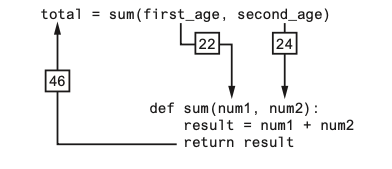 total = sum(first_age, second_age)
22
24
46
def sum(num1, num2):
result = num1 + num2
return result